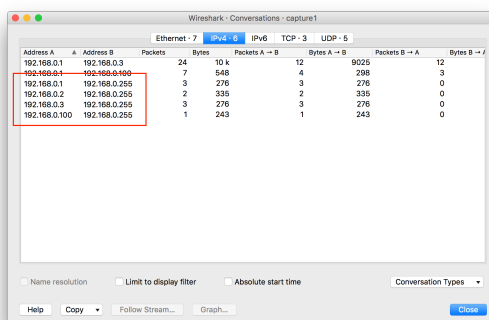 Wireshark · Conversations · capture1
Ethernet · 7 IPv4 · 6 IPv6 TCP · 3 UDP · 5
Address A Address B Packets Bytes Packets A → B Bytes A → B Packets B → A Bytes B → A
192.168.0.1 192.168.0.3 24 10 k 12 9025 12
192.168.0.1 192.168.0.100 7 548 4 298 3
192.168.0.1 192.168.0.255 3 276 3 276 0
192.168.0.2 192.168.0.255 2 335 2 335 0
192.168.0.3 192.168.0.255 3 276 3 276 0
192.168.0.100 192.168.0.255 1 243 1 243 0
Name resolution Limit to display filter Absolute start time Conversation Types
Help Copy Follow Stream... Graph... Close